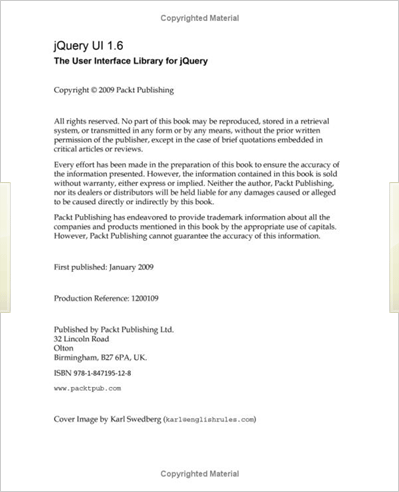 Copyrighted Material
jQuery UI 1.6
The User Interface Library for jQuery
Copyright © 2009 Packt Publishing
All rights reserved. No part of this book may be reproduced, stored in a retrieval
system, or transmitted in any form or by any means, without the prior written
permission of the publisher, except in the case of brief quotations embedded in
critical articles or reviews.
Every effort has been made in the preparation of this book to ensure the accuracy of
the information presented. However, the information contained in this book is sold
without warranty, either express or implied. Neither the author, Packt Publishing,
nor its dealers or distributors will be held liable for any damages caused or alleged
to be caused directly or indirectly by this book.
Packt Publishing has endeavored to provide trademark information about all the
companies and products mentioned in this book by the appropriate use of capitals.
However, Packt Publishing cannot guarantee the accuracy of this information.
First published: January 2009
Production Reference: 1200109
Published by Packt Publishing Ltd.
32 Lincoln Road
Olton
Birmingham, B27 6PA, UK.
ISBN 978-1-847195-12-8
www.packtpub.com
Cover Image by Karl Swedberg (karl@englishrules.com)
Copyrighted Material